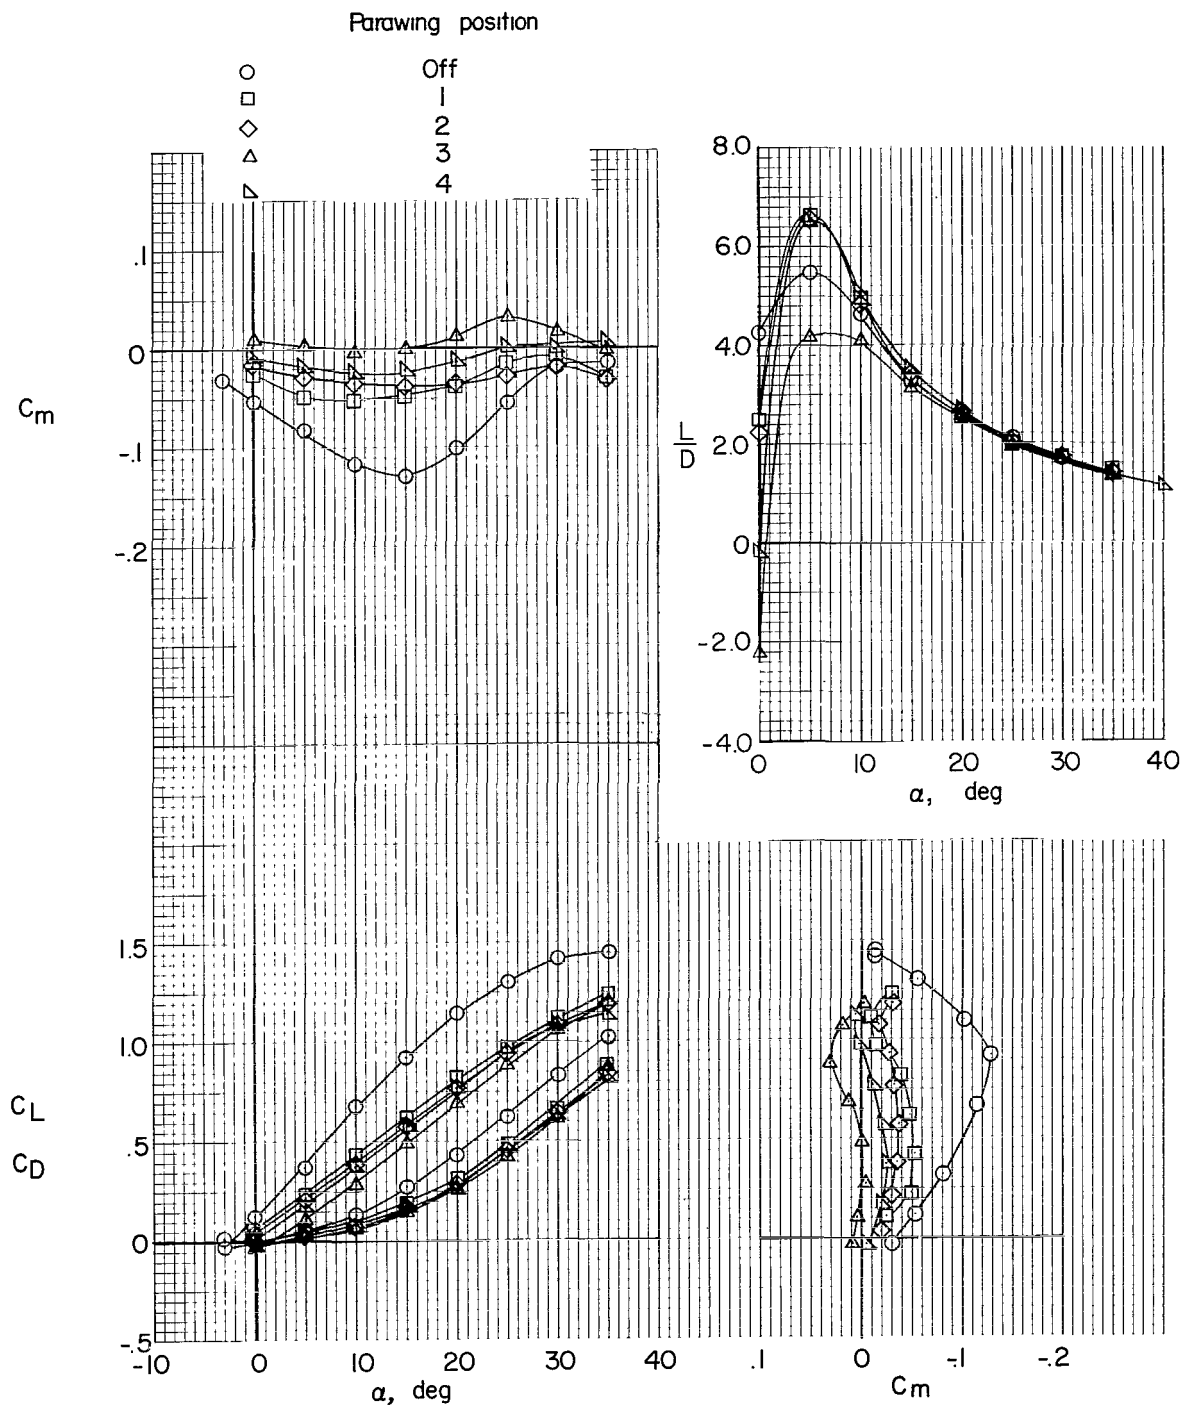 Parawing position
Off
1
2
3
4
.1
0
-.1
-.2
Cm
8.0
6.0
4.0
2.0
0
-2.0
-4.0
L
D
0 10 20 30 40
α, deg
1.5
1.0
.5
0
-.5
CL
CD
-10 0 10 20 30 40
α, deg
.1 0 -.1 -.2
Cm